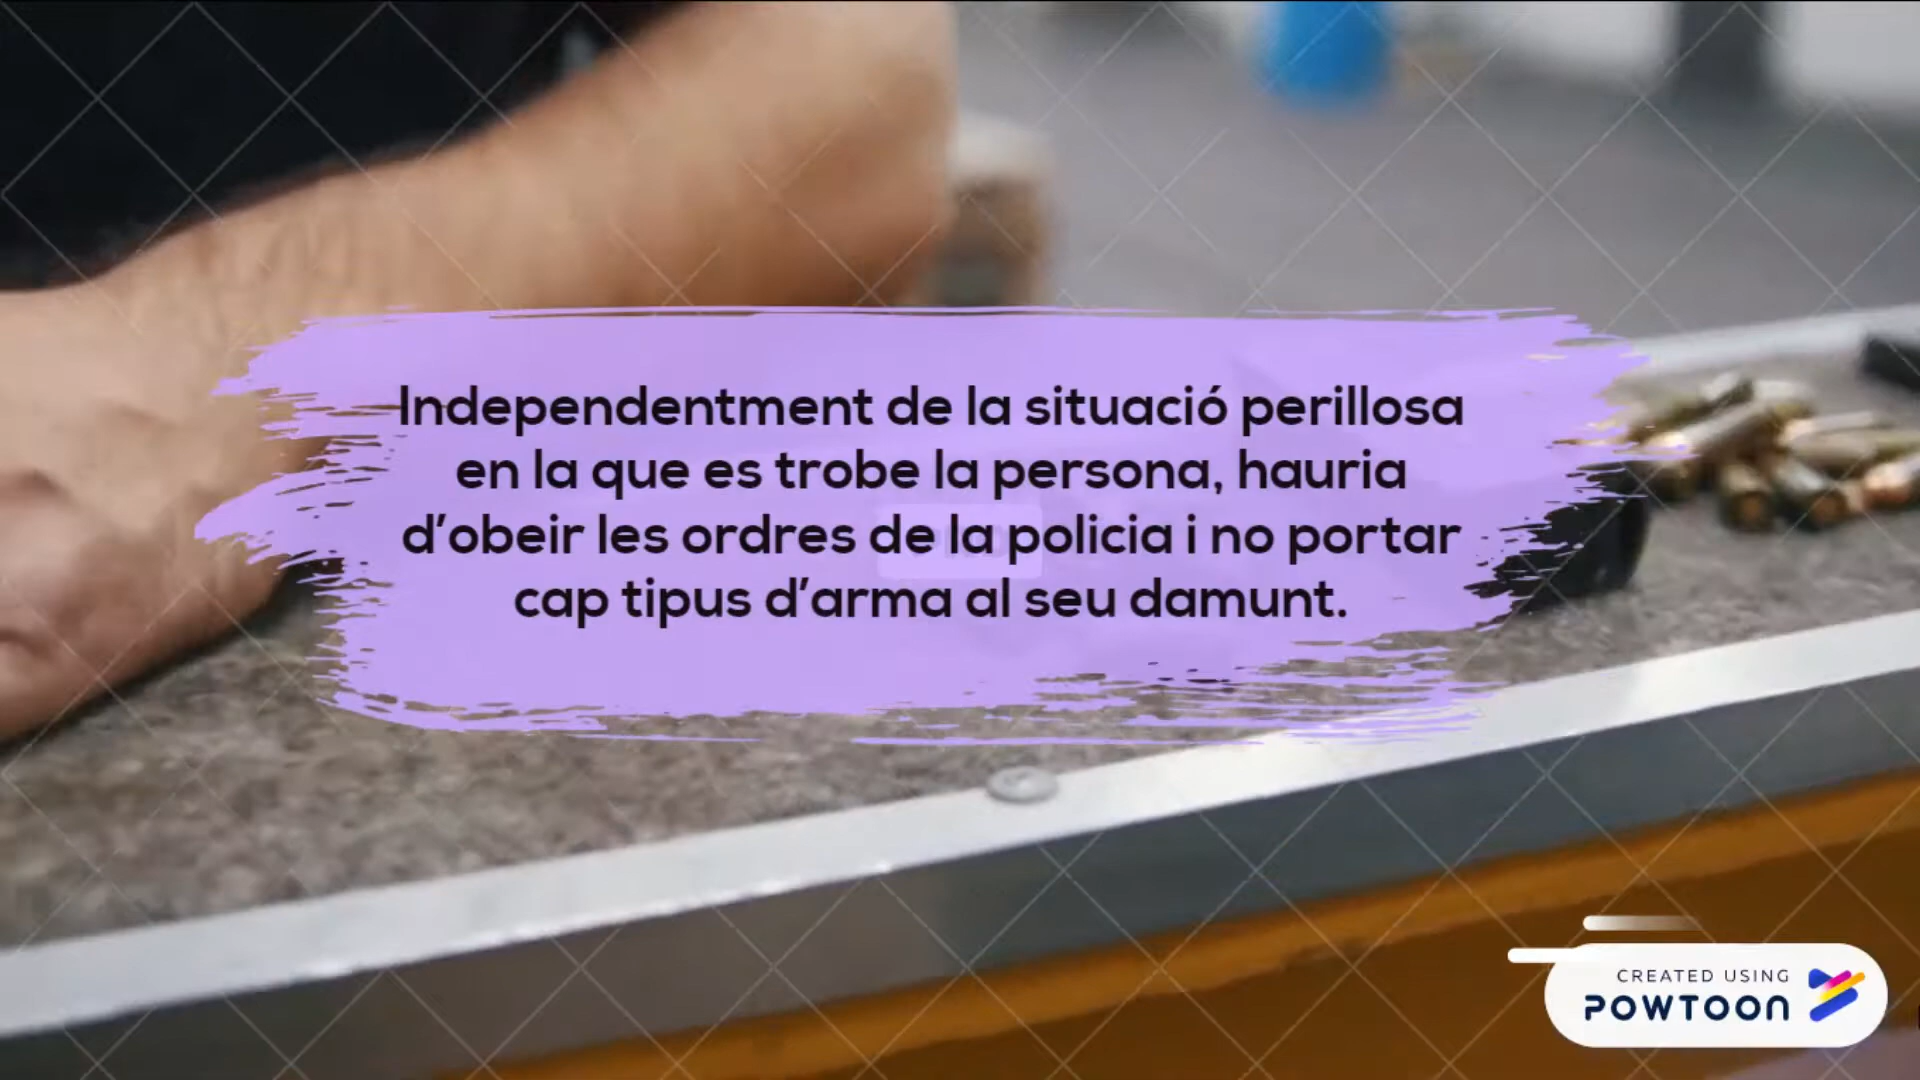 Independentment de la situació perillosa
en la que es trobe la persona, hauria
d'obeir les ordres de la policia i no portar
cap tipus d'arma al seu damunt.
CREATED USING
POWTOON